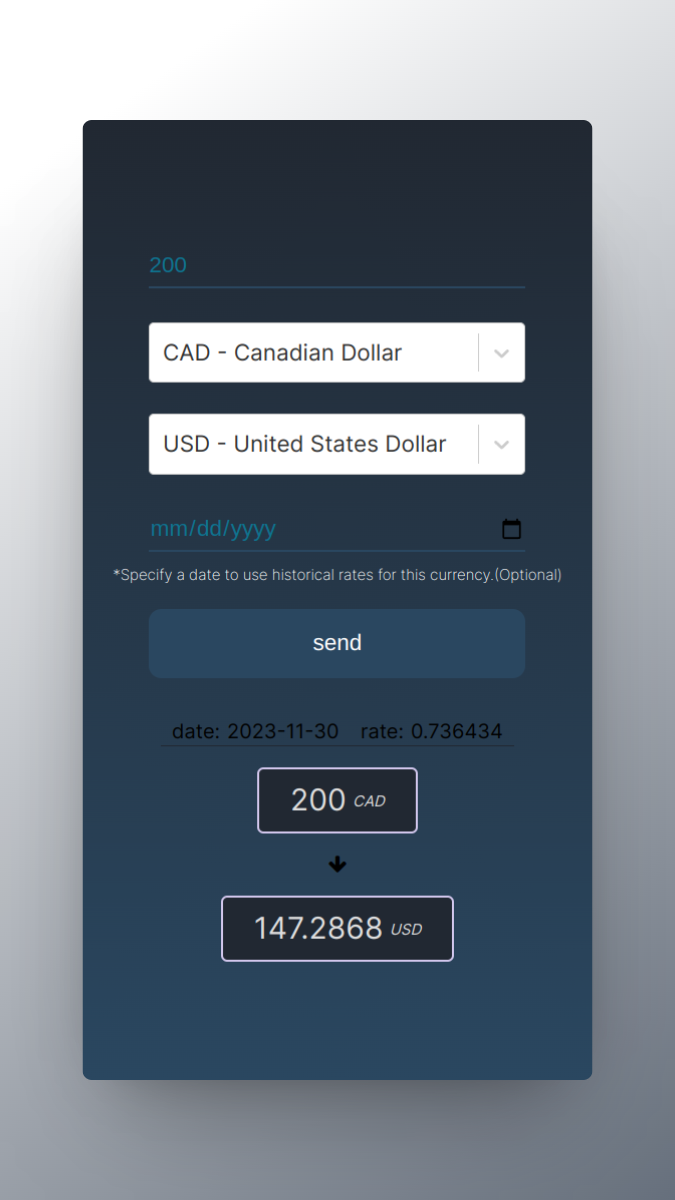 200
CAD - Canadian Dollar
USD - United States Dollar
mm/dd/yyyy
*Specify a date to use historical rates for this currency.(Optional)
send
date: 2023-11-30 rate: 0.736434
200 CAD
147.2868 USD